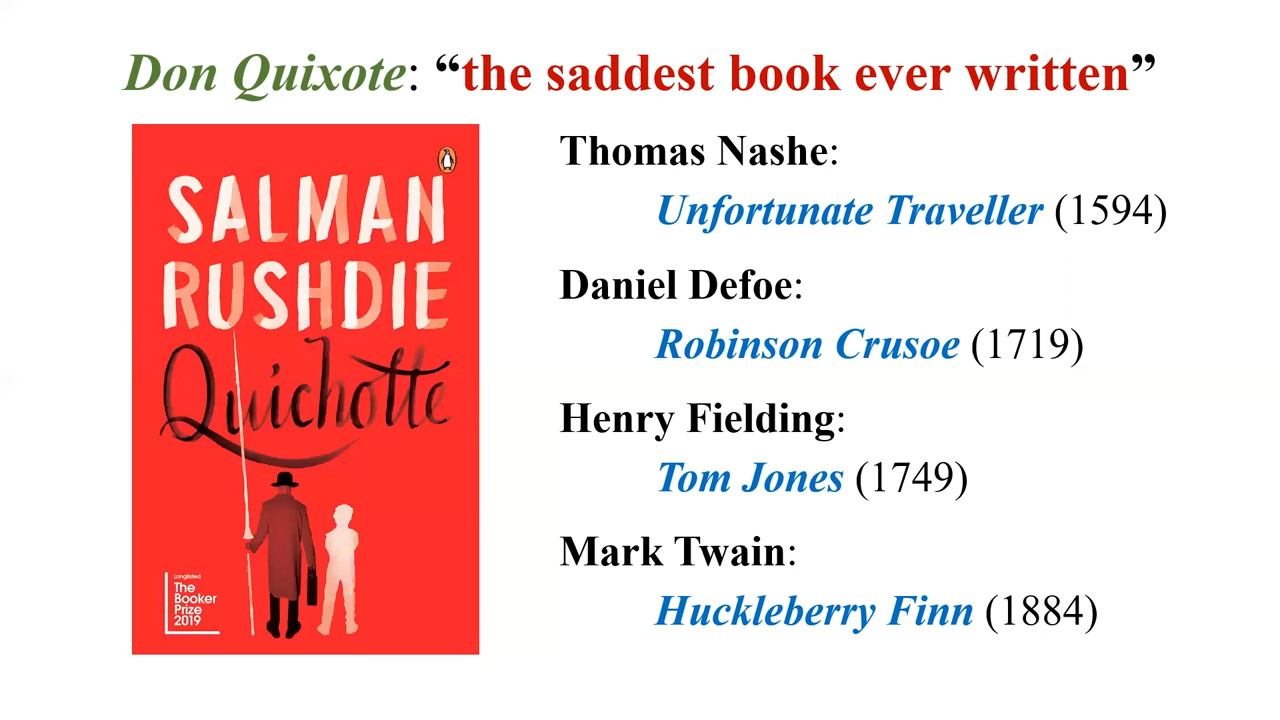 Don Quixote: “the saddest book ever written”
SALMAN
RUSHDIE
Quichotte
Longlisted
The
Booker
Prize
2019
Thomas Nashe:
Unfortunate Traveller (1594)
Daniel Defoe:
Robinson Crusoe (1719)
Henry Fielding:
Tom Jones (1749)
Mark Twain:
Huckleberry Finn (1884)